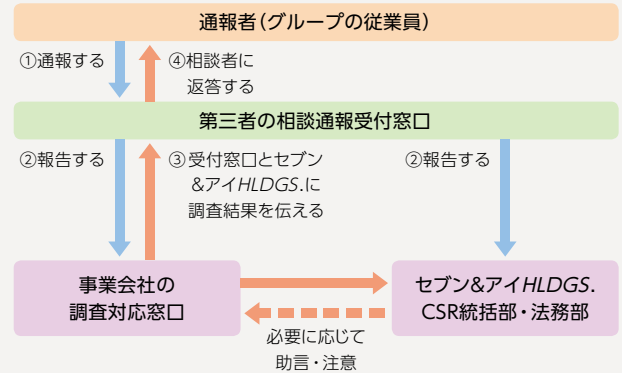 通報者（グループの従業員）
①通報する
④相談者に
返答する
第三者の相談通報受付窓口
②報告する
③受付窓口とセブン
&アイHLDGS.に
調査結果を伝える
②報告する
事業会社の
調査対応窓口
セブン&アイHLDGS.
CSR統括部・法務部
必要に応じて
助言・注意